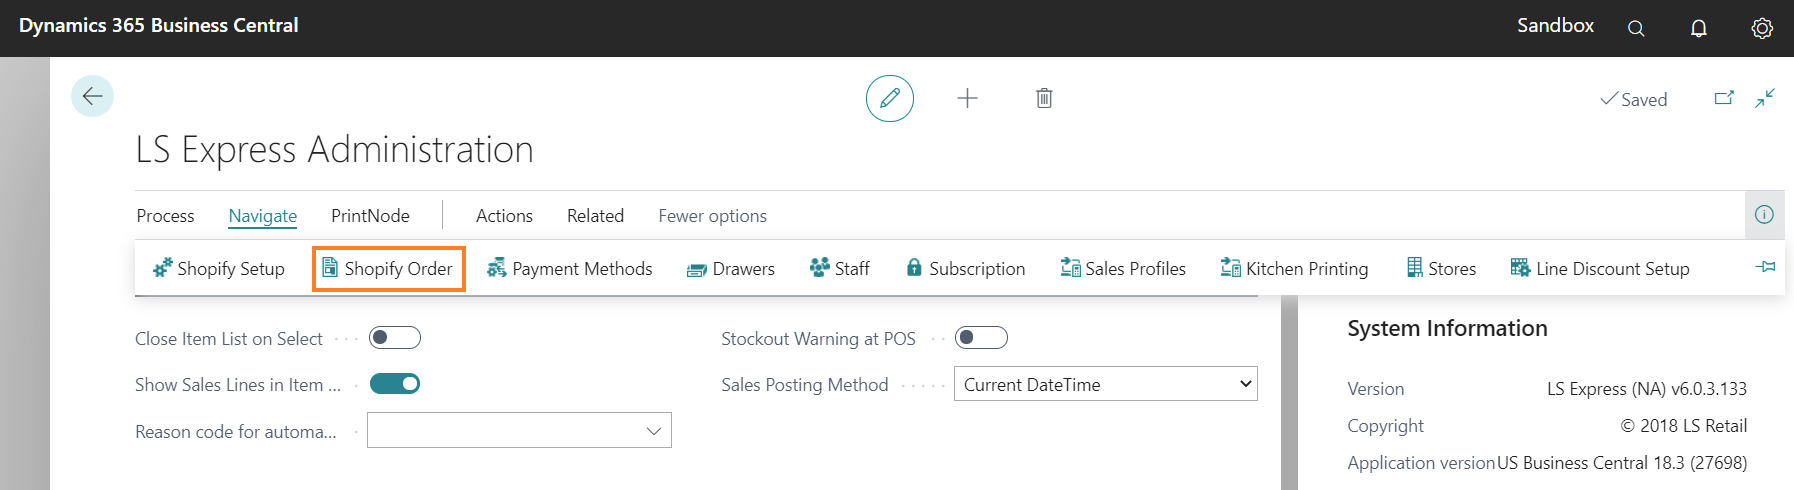 Dynamics 365 Business Central
Sandbox
Saved
LS Express Administration
Process Navigate PrintNode Actions Related Fewer options
Shopify Setup Shopify Order Payment Methods Drawers Staff Subscription Sales Profiles Kitchen Printing Stores Line Discount Setup
Close Item List on Select
Show Sales Lines in Item ...
Reason code for automa...
Stockout Warning at POS
Sales Posting Method Current DateTime
System Information
Version LS Express (NA) v6.0.3.133
Copyright © 2018 LS Retail
Application version US Business Central 18.3 (27698)